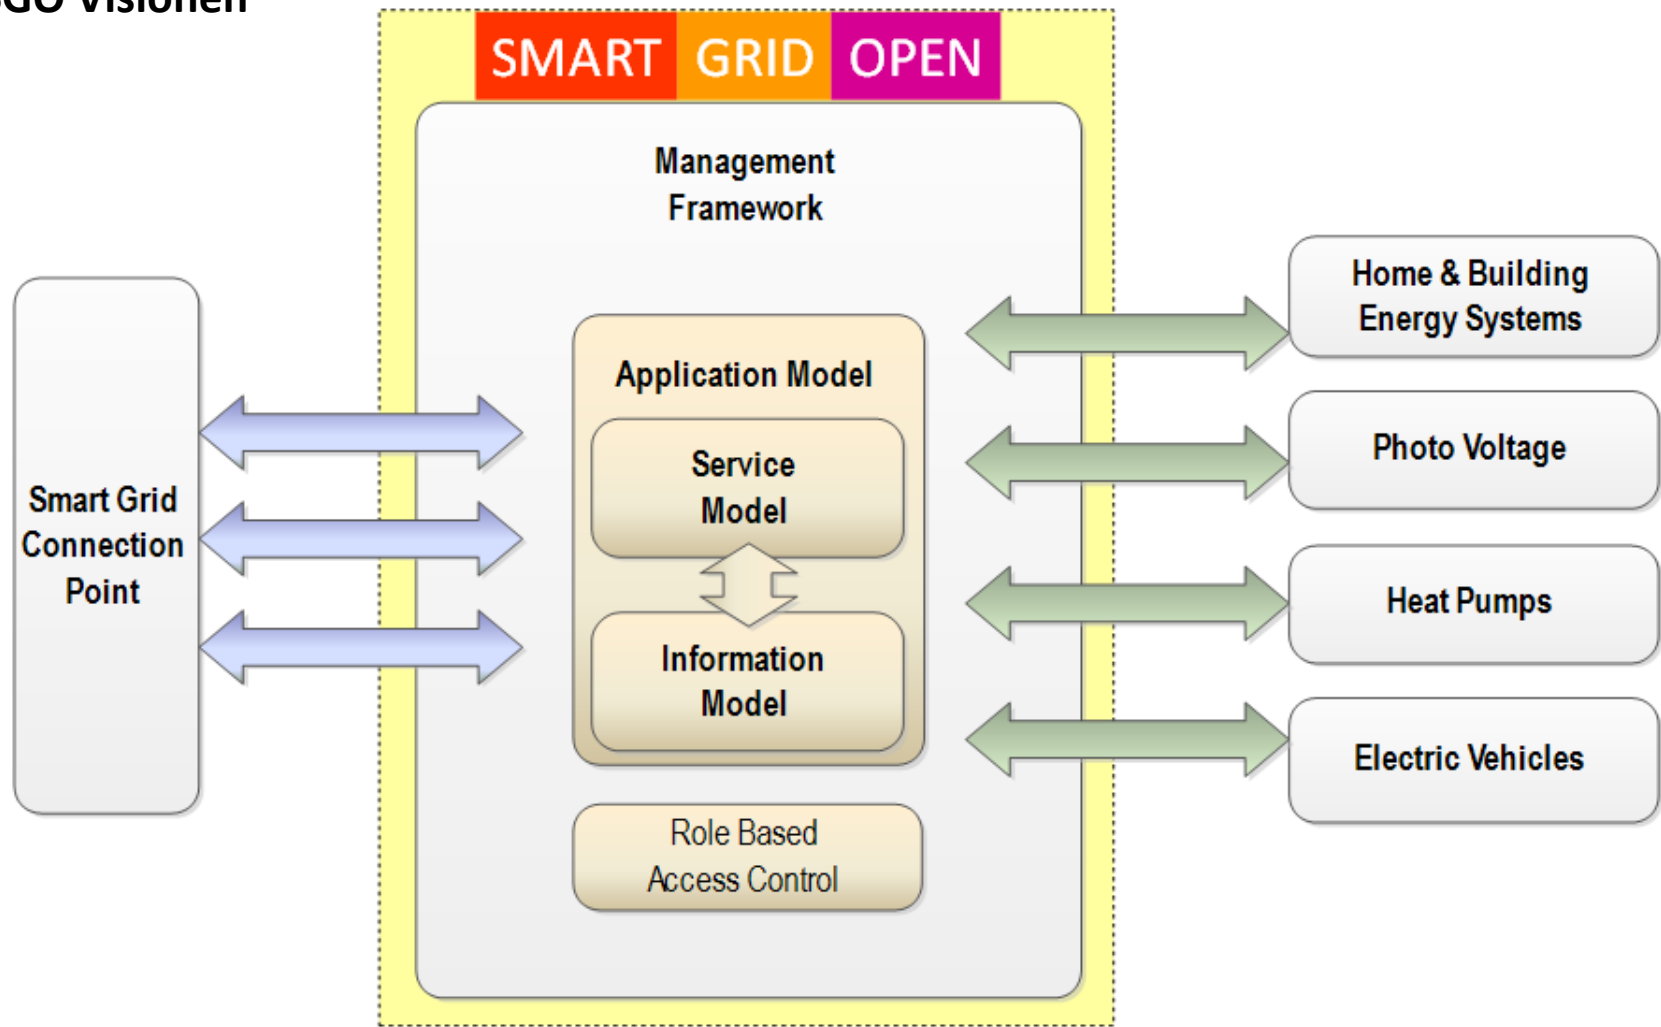 Visionen
SMART GRID OPEN
Management
Framework
Home & Building
Energy Systems
Application Model
Photo Voltage
Service
Model
Smart Grid
Connection
Point
Heat Pumps
Information
Model
Electric Vehicles
Role Based
Access Control